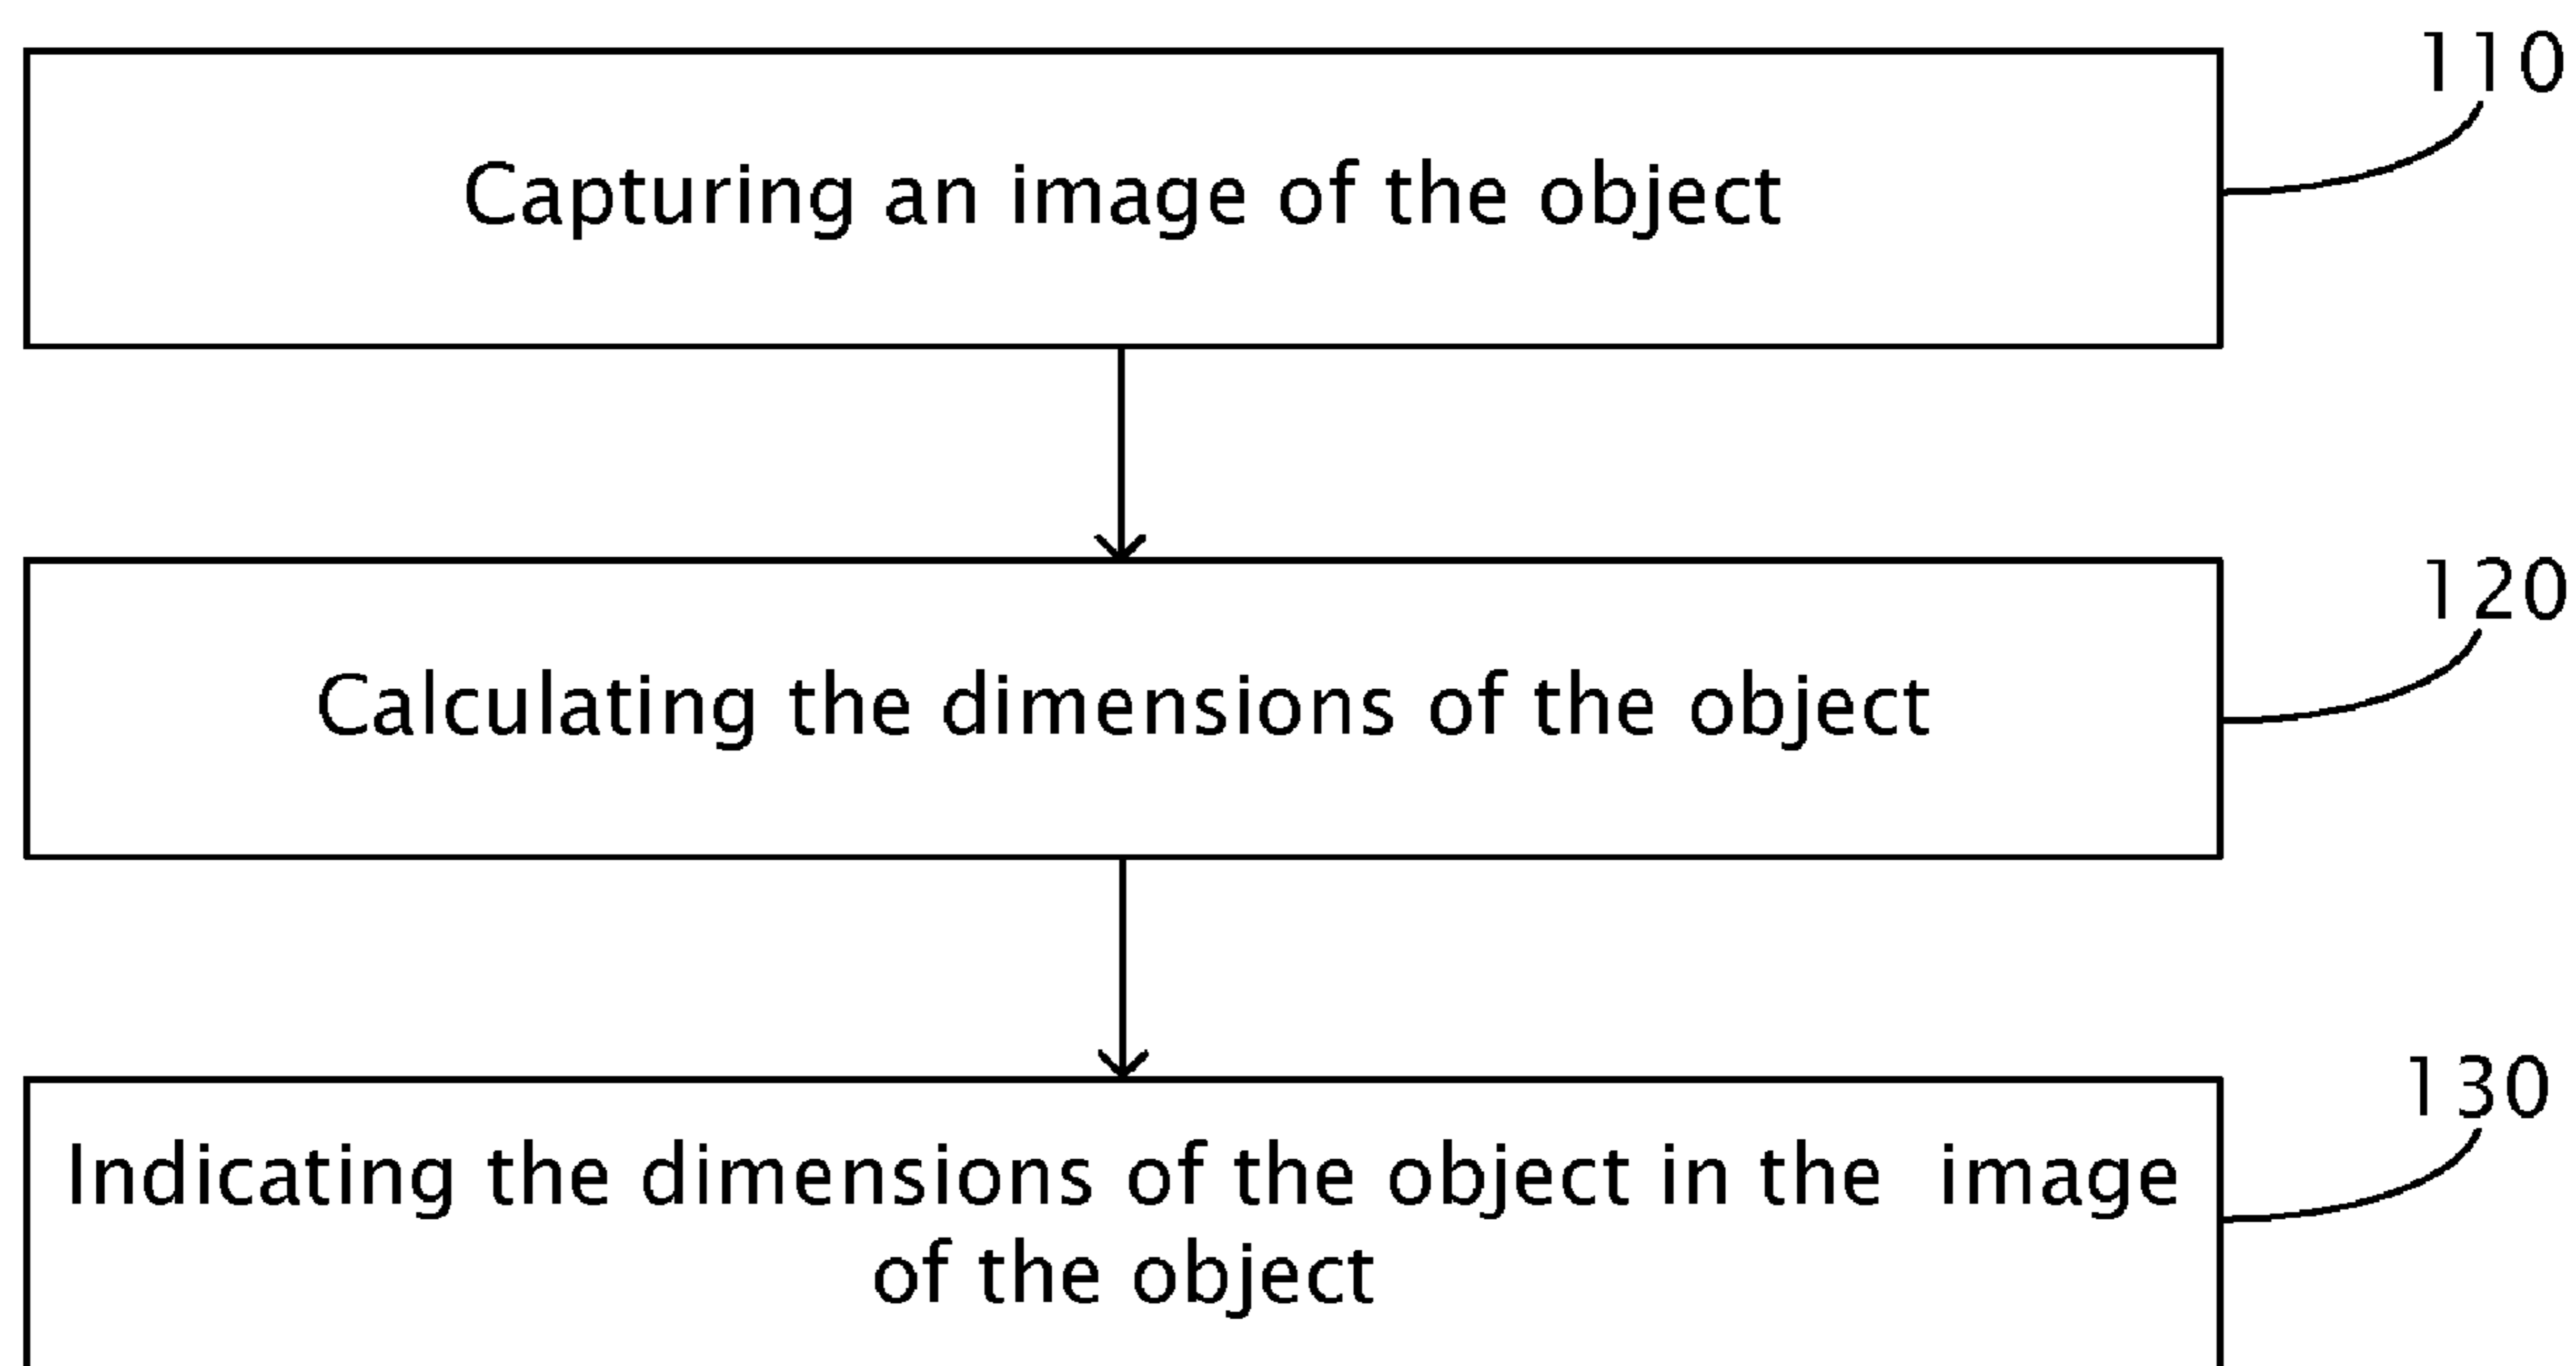 110
Capturing an image of the object
120
Calculating the dimensions of the object
130
Indicating the dimensions of the object in the image
of the object